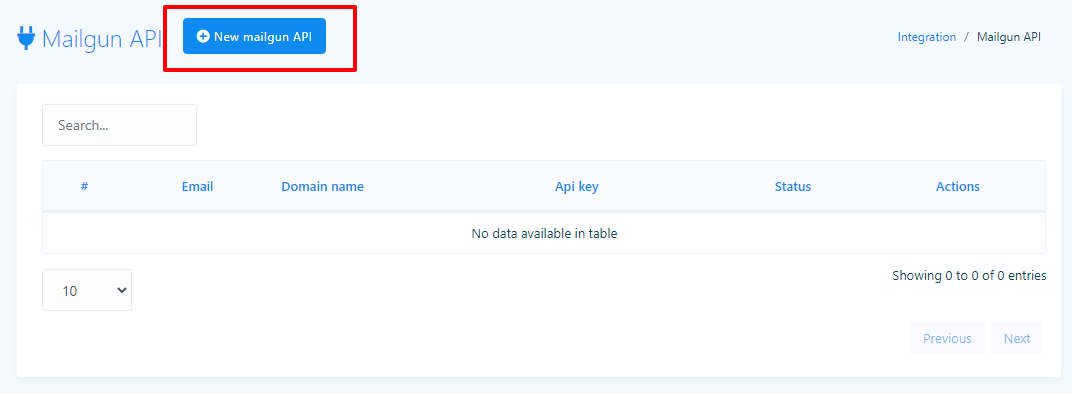 Mailgun API New mailgun API Integration / Mailgun API
Search...
# Email Domain name Api key Status Actions
No data available in table
10 Showing 0 to 0 of 0 entries
Previous Next